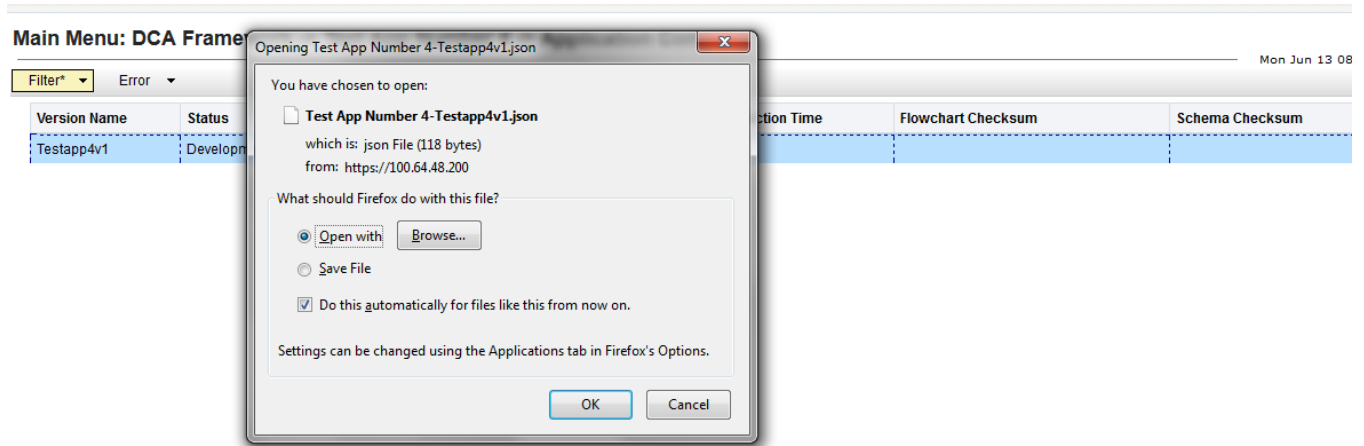 Main Menu: DCA Frame
Mon Jun 13 08
Filter* Error
Version Name Status ction Time Flowchart Checksum Schema Checksum
Testapp4v1 Developm
Opening Test App Number 4-Testapp4v1.json
You have chosen to open:
Test App Number 4-Testapp4v1.json
which is: json File (118 bytes)
from: https://100.64.48.200
What should Firefox do with this file?
Open with Browse...
Save File
Do this automatically for files like this from now on.
Settings can be changed using the Applications tab in Firefox's Options.
OK Cancel